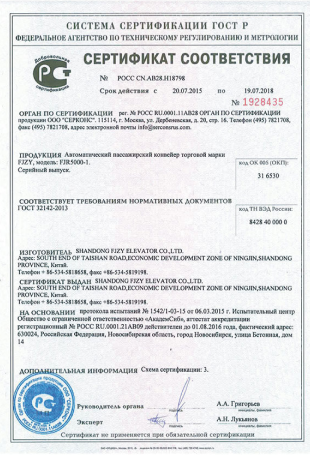 СИСТЕМА СЕРТИФИКАЦИИ ГОСТ Р
ФЕДЕРАЛЬНОЕ АГЕНТСТВО ПО ТЕХНИЧЕСКОМУ РЕГУЛИРОВАНИЮ И МЕТРОЛОГИИ
Добровольная
СЕРТИФИКАТ СООТВЕТСТВИЯ
№ РОСС CN.АВ28.Н18798
Срок действия с 20.07.2015 по 19.07.2018
№ 1928435
ОРГАН ПО СЕРТИФИКАЦИИ рег. № РОСС RU.0001.11АВ28 ОРГАН ПО СЕРТИФИКАЦИИ
продукции ООО "СЕРКОНС". 115114, г. Москва, ул. Дербеневская, д. 20, стр. 16. Телефон (495) 7821708,
факс (495) 7821708, адрес электронной почты info@serconsrus.com
ПРОДУКЦИЯ Автоматический пассажирский конвейер торговой марки
FJZY, модель: FJR5000-1.
Серийный выпуск.
код ОК 005 (ОКП):
31 6530
СООТВЕТСТВУЕТ ТРЕБОВАНИЯМ НОРМАТИВНЫХ ДОКУМЕНТОВ
ГОСТ 32142-2013
код ТН ВЭД России
8428 40 000 0
ИЗГОТОВИТЕЛЬ SHANDONG FJZY ELEVATOR CO.,LTD.
Адрес: SOUTH END OF TAISHAN ROAD,ECONOMIC DEVELOPMENT ZONE OF NINGJIN,SHANDONG
PROVINCE, Китай.
Телефон + 86-534-5818658, факс +86-534-5819198.
СЕРТИФИКАТ ВЫДАН SHANDONG FJZY ELEVATOR CO.,LTD.
Адрес: SOUTH END OF TAISHAN ROAD,ECONOMIC DEVELOPMENT ZONE OF NINGJIN,SHANDONG
PROVINCE, Китай.
Телефон + 86-534-5818658, факс +86-534-5819198.
НА ОСНОВАНИИ протокола испытаний № 1542/1-03-15 от 06.03.2015 г. Испытательный центр
Общество с ограниченной ответственностью «АкадемСиб», аттестат аккредитации
регистрационный № РОСС RU.0001.21АВ09 действителен до 01.08.2016 года, фактический адрес:
630024, Российская Федерация, Новосибирская область, город Новосибирск, улица Бетонная, дом
14
ДОПОЛНИТЕЛЬНАЯ ИНФОРМАЦИЯ Схема сертификации: 3.
Руководитель органа
А.А. Григорьев
Эксперт
А.Н. Лукьянов
Сертификат не применяется при обязательной сертификации